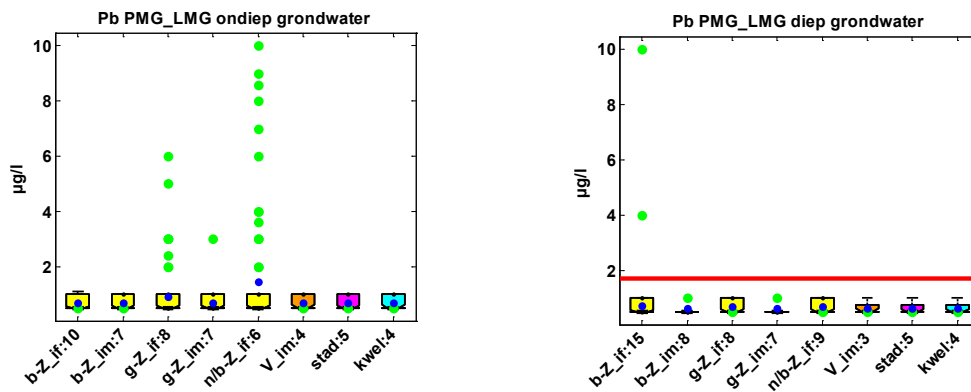 Pb PMG_LMG ondiep grondwater
10
8
6
4
2
µg/l
b-Z_if:10
b-Z_im:7
g-Z_if:8
g-Z_im:7
n/b-Z_if:6
V_im:4
stad:5
kwel:4
Pb PMG_LMG diep grondwater
10
8
6
4
2
µg/l
b-Z_if:15
b-Z_im:8
g-Z_if:8
g-Z_im:7
n/b-Z_if:9
V_im:3
stad:5
kwel:4